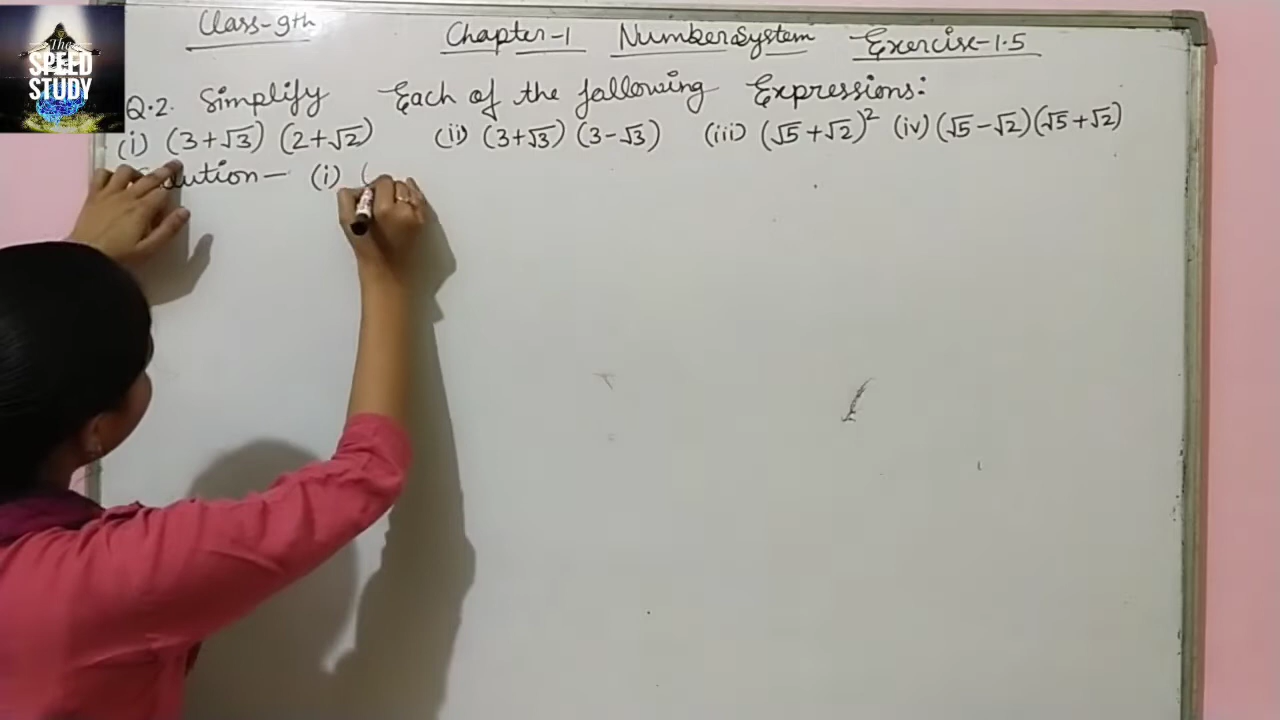 The
SPEED
STUDY
Class-9th Chapter-1 Number System Exercise-1.5
Q.2. Simplify Each of the following Expressions:
(i) (3+√3) (2+√2) (ii) (3+√3) (3-√3) (iii) (√5+√2)² (iv) (√5-√2)(√5+√2)
Solution- (i) (